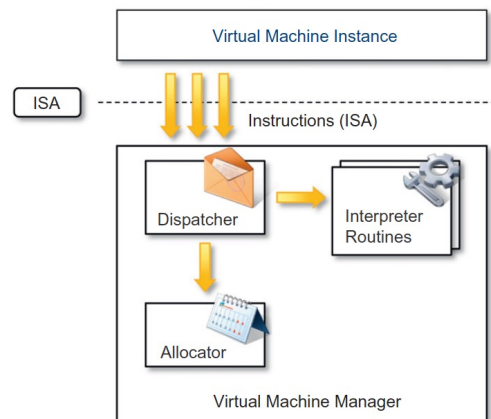 Virtual Machine Instance
ISA
Instructions (ISA)
Dispatcher
Interpreter
Routines
Allocator
Virtual Machine Manager